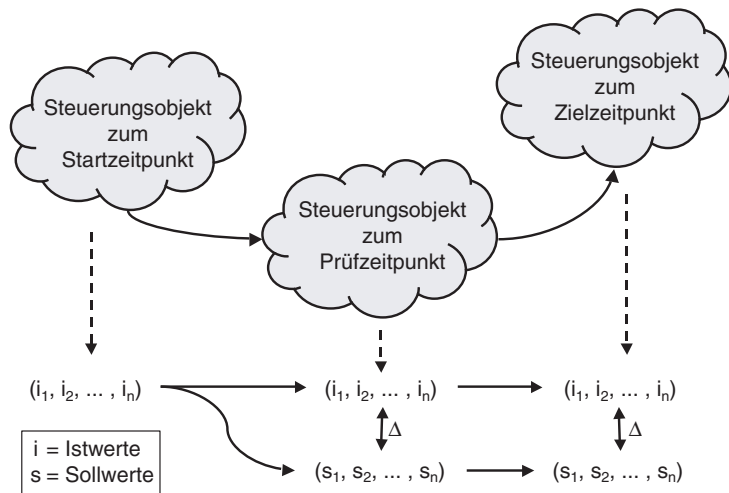 Steuerungsobjekt
zum
Startzeitpunkt
Steuerungsobjekt
zum
Prüfzeitpunkt
Steuerungsobjekt
zum
Zielzeitpunkt
(i₁, i₂, ... , iₙ)
(i₁, i₂, ... , iₙ)
(i₁, i₂, ... , iₙ)
Δ
Δ
i = Istwerte
s = Sollwerte
(s₁, s₂, ... , sₙ)
(s₁, s₂, ... , sₙ)